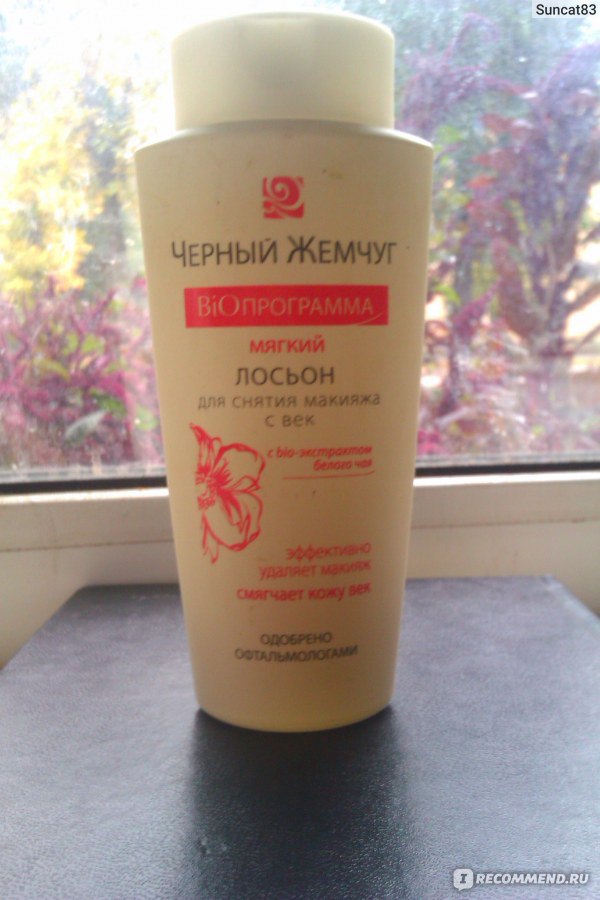 Suncat83
ЧЕРНЫЙ ЖЕМЧУГ
BiOПРОГРАММА
МЯГКИЙ
ЛОСЬОН
ДЛЯ СНЯТИЯ МАКИЯЖА
С ВЕК
с bio-экстрактом
белого чая
эффективно
удаляет макияж
смягчает кожу век
ОДОБРЕНО
ОФТАЛЬМОЛОГАМИ
IRECOMMEND.RU